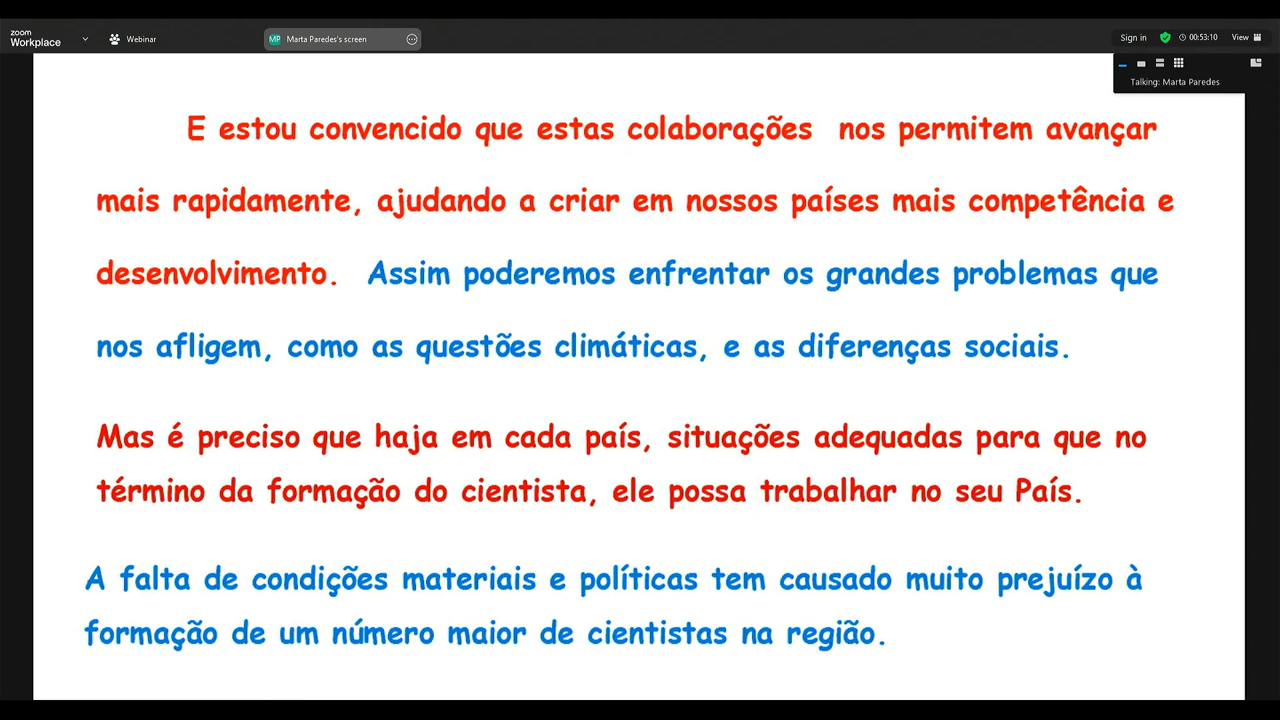 zoom
Workplace
Webinar
MP Marta Paredes's screen
Sign in
00:53:10
View
Talking: Marta Paredes
E estou convencido que estas colaborações nos permitem avançar
mais rapidamente, ajudando a criar em nossos países mais competência e
desenvolvimento. Assim poderemos enfrentar os grandes problemas que
nos afligem, como as questões climáticas, e as diferenças sociais.
Mas é preciso que haja em cada país, situações adequadas para que no
término da formação do cientista, ele possa trabalhar no seu País.
A falta de condições materiais e políticas tem causado muito prejuízo à
formação de um número maior de cientistas na região.